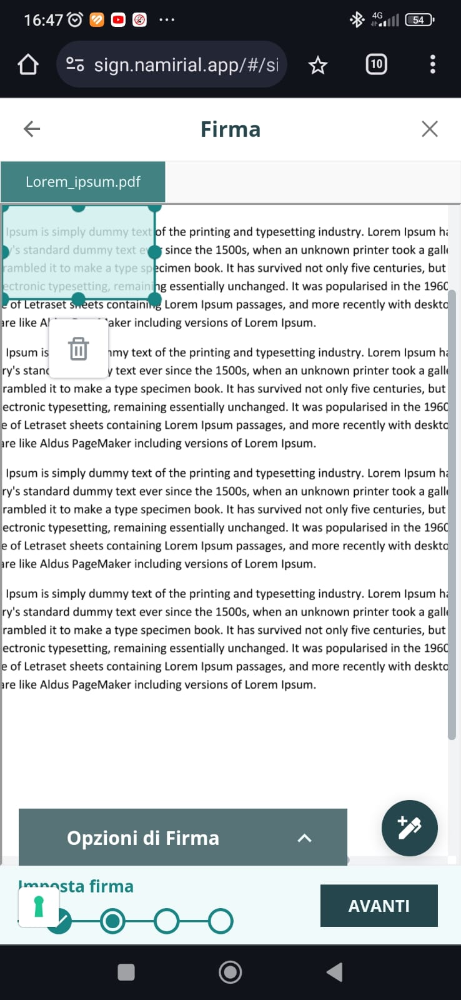 16:47
4G
54
sign.namirial.app/#/si
10
Firma
Lorem_ipsum.pdf
Ipsum is simply dummy text of the printing and typesetting industry. Lorem Ipsum ha
y's standard dummy text ever since the 1500s, when an unknown printer took a galle
rambled it to make a type specimen book. It has survived not only five centuries, but
ectronic typesetting, remaining essentially unchanged. It was popularised in the 1960
e of Letraset sheets containing Lorem Ipsum passages, and more recently with deskto
are like Al aker including versions of Lorem Ipsum.
Ipsum is mmy text of the printing and typesetting industry. Lorem Ipsum ha
ry's stand y text ever since the 1500s, when an unknown printer took a galle
rambled it to make a type specimen book. It has survived not only five centuries, but
ectronic typesetting, remaining essentially unchanged. It was popularised in the 1960
e of Letraset sheets containing Lorem Ipsum passages, and more recently with deskto
are like Aldus PageMaker including versions of Lorem Ipsum.
Ipsum is simply dummy text of the printing and typesetting industry. Lorem Ipsum ha
ry's standard dummy text ever since the 1500s, when an unknown printer took a galle
rambled it to make a type specimen book. It has survived not only five centuries, but
ectronic typesetting, remaining essentially unchanged. It was popularised in the 1960
e of Letraset sheets containing Lorem Ipsum passages, and more recently with deskto
are like Aldus PageMaker including versions of Lorem Ipsum.
Ipsum is simply dummy text of the printing and typesetting industry. Lorem Ipsum ha
ry's standard dummy text ever since the 1500s, when an unknown printer took a galle
rambled it to make a type specimen book. It has survived not only five centuries, but
ectronic typesetting, remaining essentially unchanged. It was popularised in the 1960
e of Letraset sheets containing Lorem Ipsum passages, and more recently with deskto
are like Aldus PageMaker including versions of Lorem Ipsum.
Opzioni di Firma
Imposta firma
AVANTI